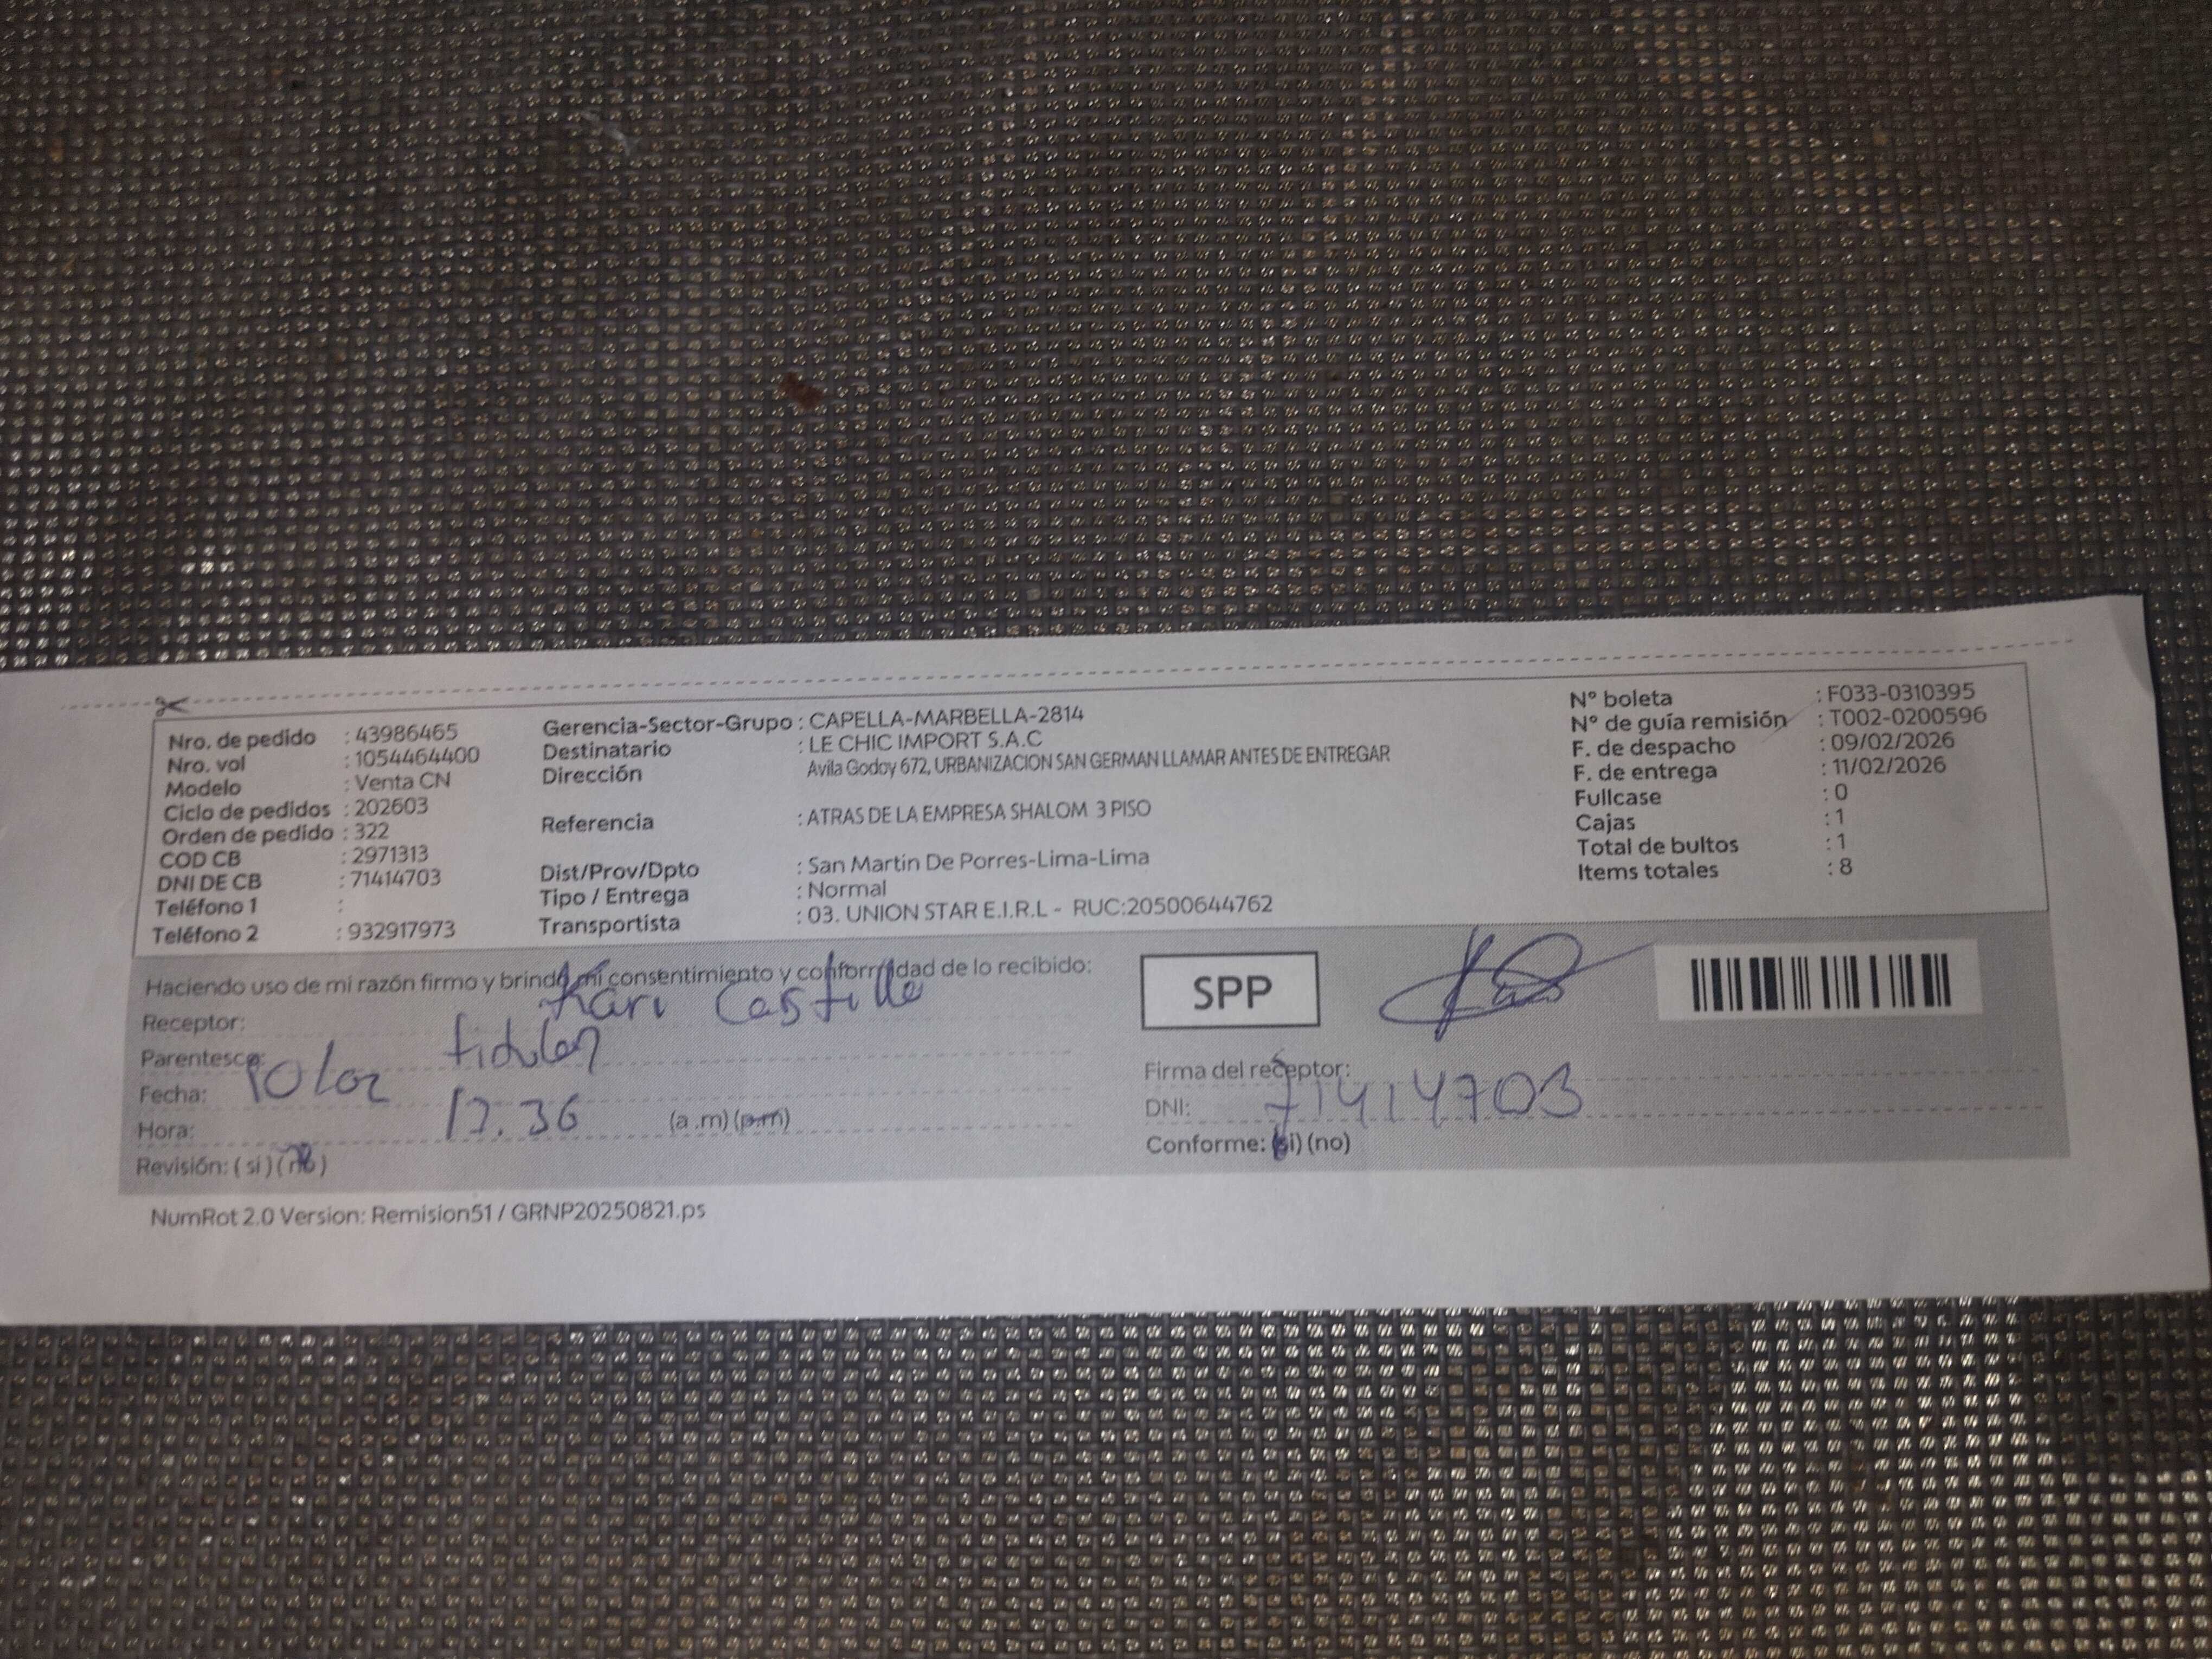 Nro. de pedido : 43986465
Nro. vol : 1054464400
Modelo : Venta CN
Ciclo de pedidos : 202603
Orden de pedido : 322
COD CB : 2971313
DNI DE CB : 71414703
Teléfono 1 :
Teléfono 2 : 932917973
Gerencia-Sector-Grupo : CAPELLA-MARBELLA-2814
Destinatario : LE CHIC IMPORT S.A.C
Dirección Avila Godoy 672, URBANIZACION SAN GERMAN LLAMAR ANTES DE ENTREGAR
Referencia : ATRAS DE LA EMPRESA SHALOM 3 PISO
Dist/Prov/Dpto : San Martin De Porres-Lima-Lima
Tipo / Entrega : Normal
Transportista : 03. UNION STAR E.I.R.L - RUC:20500644762
Nº boleta : F033-0310395
Nº de guía remisión : T002-0200596
F. de despacho : 09/02/2026
F. de entrega : 11/02/2026
Fullcase : 0
Cajas : 1
Total de bultos : 1
Items totales : 8
Haciendo uso de mi razón firmo y brindo mi consentimiento y conformidad de lo recibido:
Receptor: Kari Castillo
Parentesco: titular
Fecha:
Hora: 17.36 (a .m) (p.m)
Revisión: ( si ) ( no )
SPP
Firma del receptor:
DNI: 71414703
Conforme: (si) (no)
NumRot 2.0 Version: Remision51 / GRNP20250821.ps